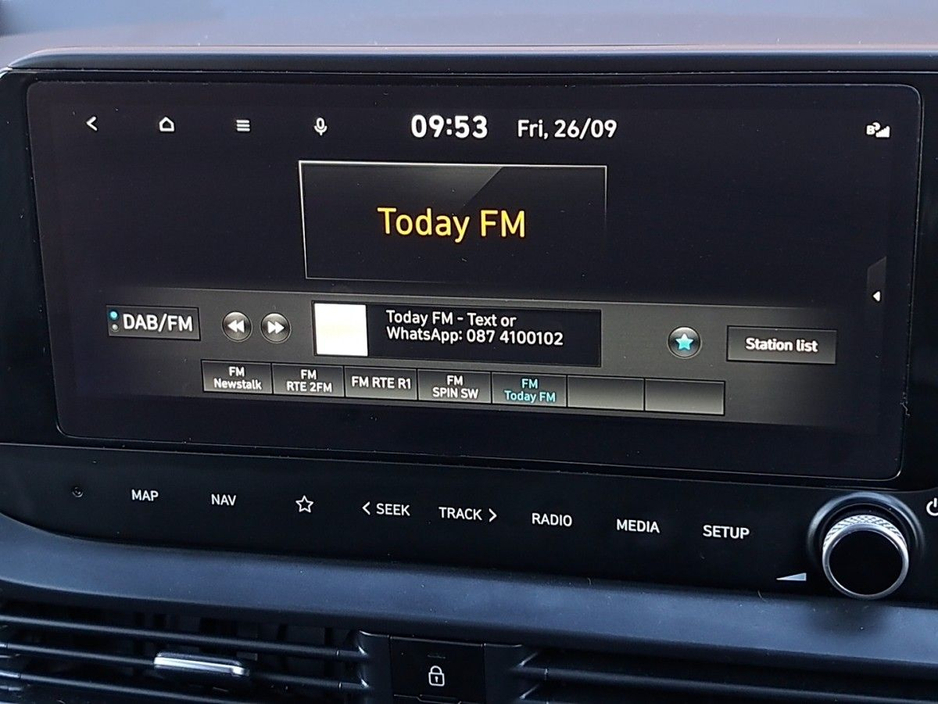 09:53 Fri, 26/09
Today FM
DAB/FM
Today FM - Text or
WhatsApp: 087 4100102
Station list
FM
Newstalk
FM
RTE 2FM
FM RTE R1
FM
SPIN SW
FM
Today FM
MAP NAV SEEK TRACK RADIO MEDIA SETUP